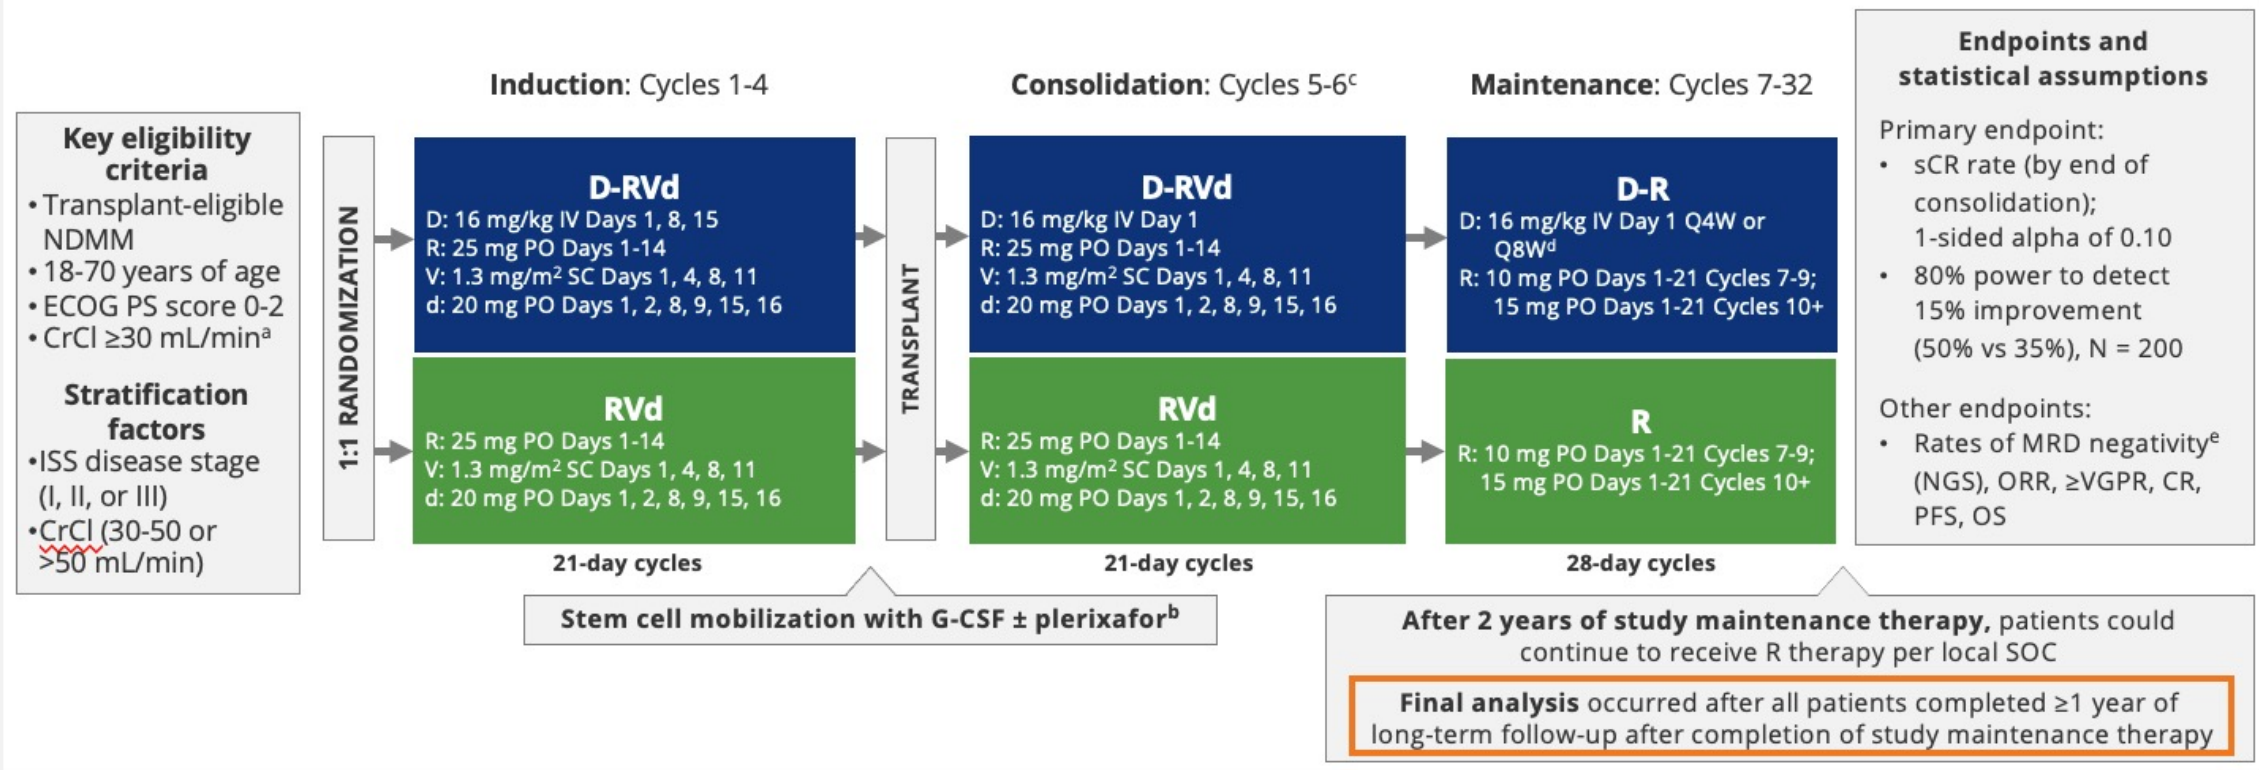 Key eligibility
criteria
• Transplant-eligible
NDMM
• 18-70 years of age
• ECOG PS score 0-2
• CrCl ≥30 mL/minᵃ
Stratification
factors
•ISS disease stage
(I, II, or III)
•CrCl (30-50 or
>50 mL/min)
1:1 RANDOMIZATION
Induction: Cycles 1-4
D-RVd
D: 16 mg/kg IV Days 1, 8, 15
R: 25 mg PO Days 1-14
V: 1.3 mg/m² SC Days 1, 4, 8, 11
d: 20 mg PO Days 1, 2, 8, 9, 15, 16
RVd
R: 25 mg PO Days 1-14
V: 1.3 mg/m² SC Days 1, 4, 8, 11
d: 20 mg PO Days 1, 2, 8, 9, 15, 16
21-day cycles
TRANSPLANT
Stem cell mobilization with G-CSF ± plerixaforᵇ
Consolidation: Cycles 5-6ᶜ
D-RVd
D: 16 mg/kg IV Day 1
R: 25 mg PO Days 1-14
V: 1.3 mg/m² SC Days 1, 4, 8, 11
d: 20 mg PO Days 1, 2, 8, 9, 15, 16
RVd
R: 25 mg PO Days 1-14
V: 1.3 mg/m² SC Days 1, 4, 8, 11
d: 20 mg PO Days 1, 2, 8, 9, 15, 16
21-day cycles
Maintenance: Cycles 7-32
D-R
D: 16 mg/kg IV Day 1 Q4W or
Q8Wᵈ
R: 10 mg PO Days 1-21 Cycles 7-9;
15 mg PO Days 1-21 Cycles 10+
R
R: 10 mg PO Days 1-21 Cycles 7-9;
15 mg PO Days 1-21 Cycles 10+
28-day cycles
Endpoints and
statistical assumptions
Primary endpoint:
• sCR rate (by end of
consolidation);
1-sided alpha of 0.10
• 80% power to detect
15% improvement
(50% vs 35%), N = 200
Other endpoints:
• Rates of MRD negativityᵉ
(NGS), ORR, ≥VGPR, CR,
PFS, OS
After 2 years of study maintenance therapy, patients could
continue to receive R therapy per local SOC
Final analysis occurred after all patients completed ≥1 year of
long-term follow-up after completion of study maintenance therapy